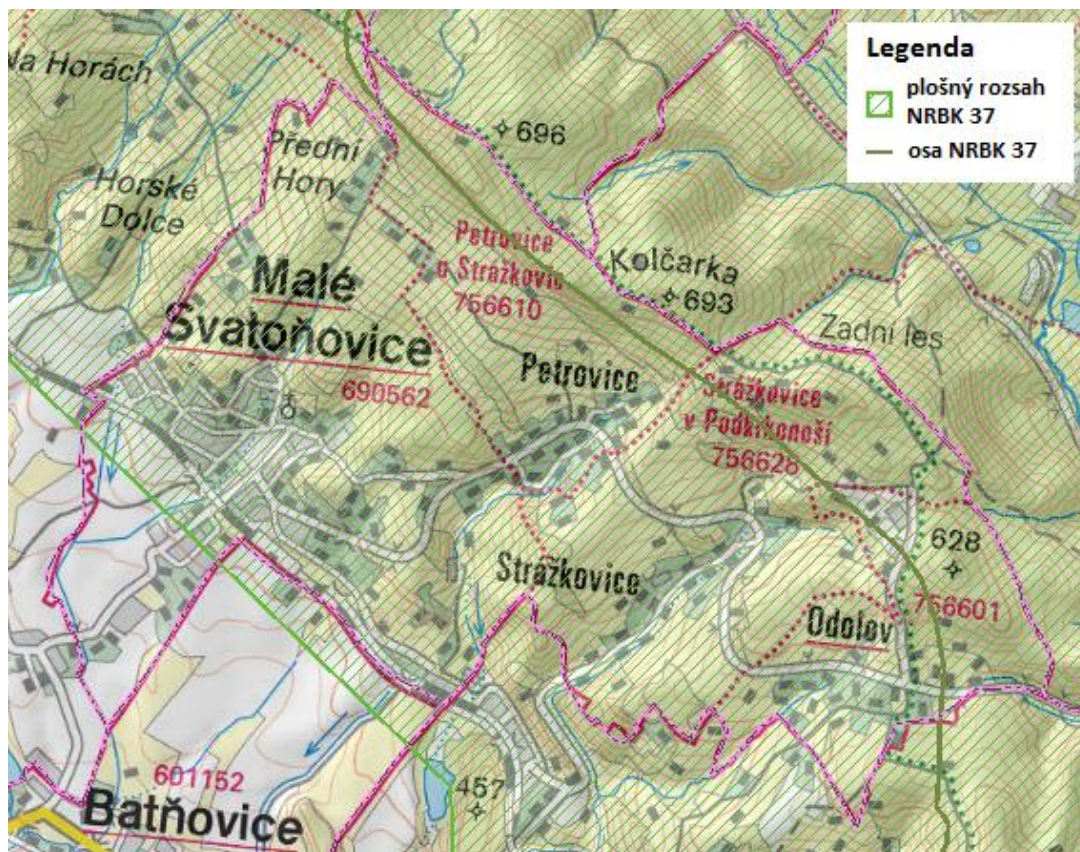 Legenda
plošný rozsah
NRBK 37
osa NRBK 37
Na Horách
Přední
Hory
Horské
Dolce
696
Petrovice
u Strážkovic
756610
Kolčarka
693
Malé
Svatoňovice
690562
Zadní les
Petrovice
Strážkovice
v Podkrkonoší
756628
628
Strážkovice
756601
Odolov
601152
457
Batňovice